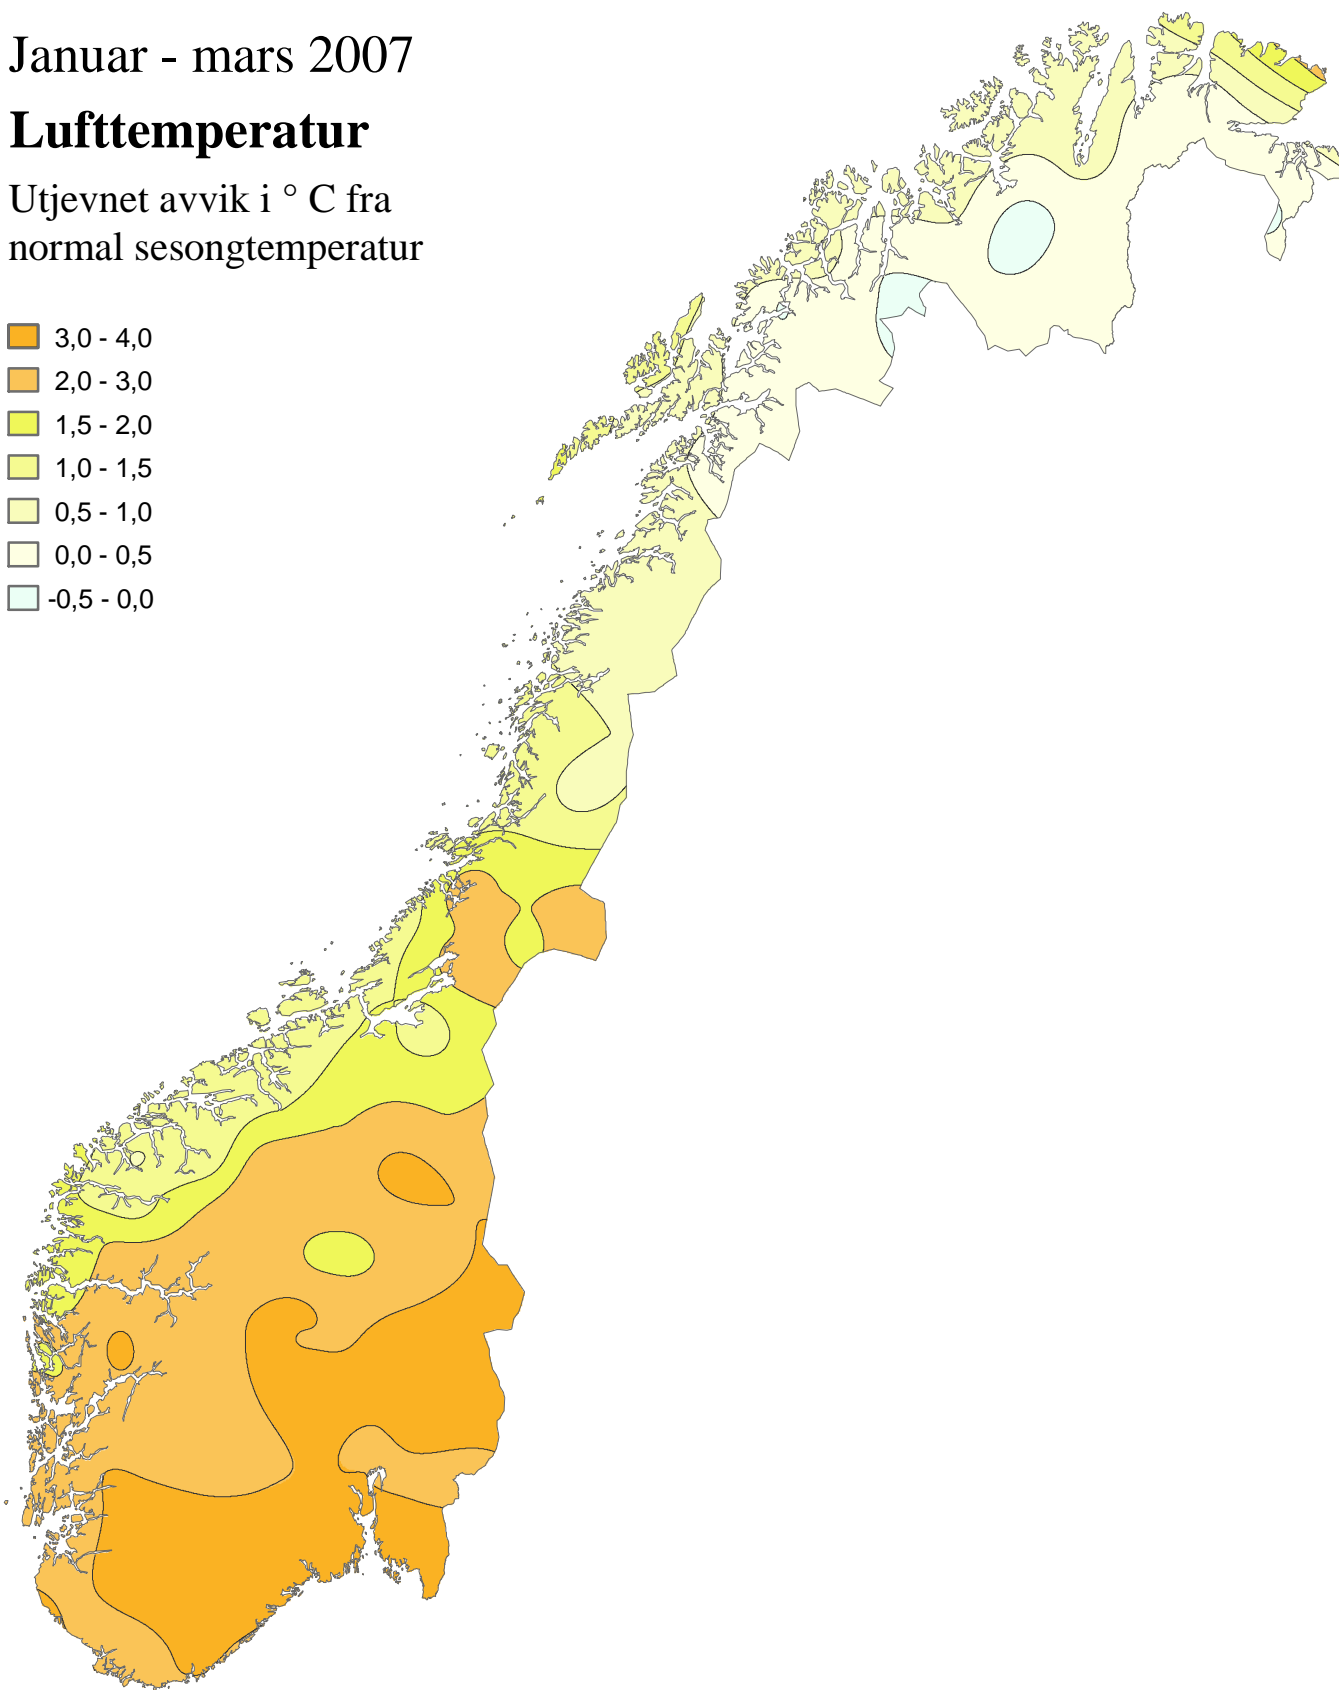 Januar - mars 2007
Lufttemperatur
Utjevnet avvik i ° C fra
normal sesongtemperatur
3,0 - 4,0
2,0 - 3,0
1,5 - 2,0
1,0 - 1,5
0,5 - 1,0
0,0 - 0,5
-0,5 - 0,0